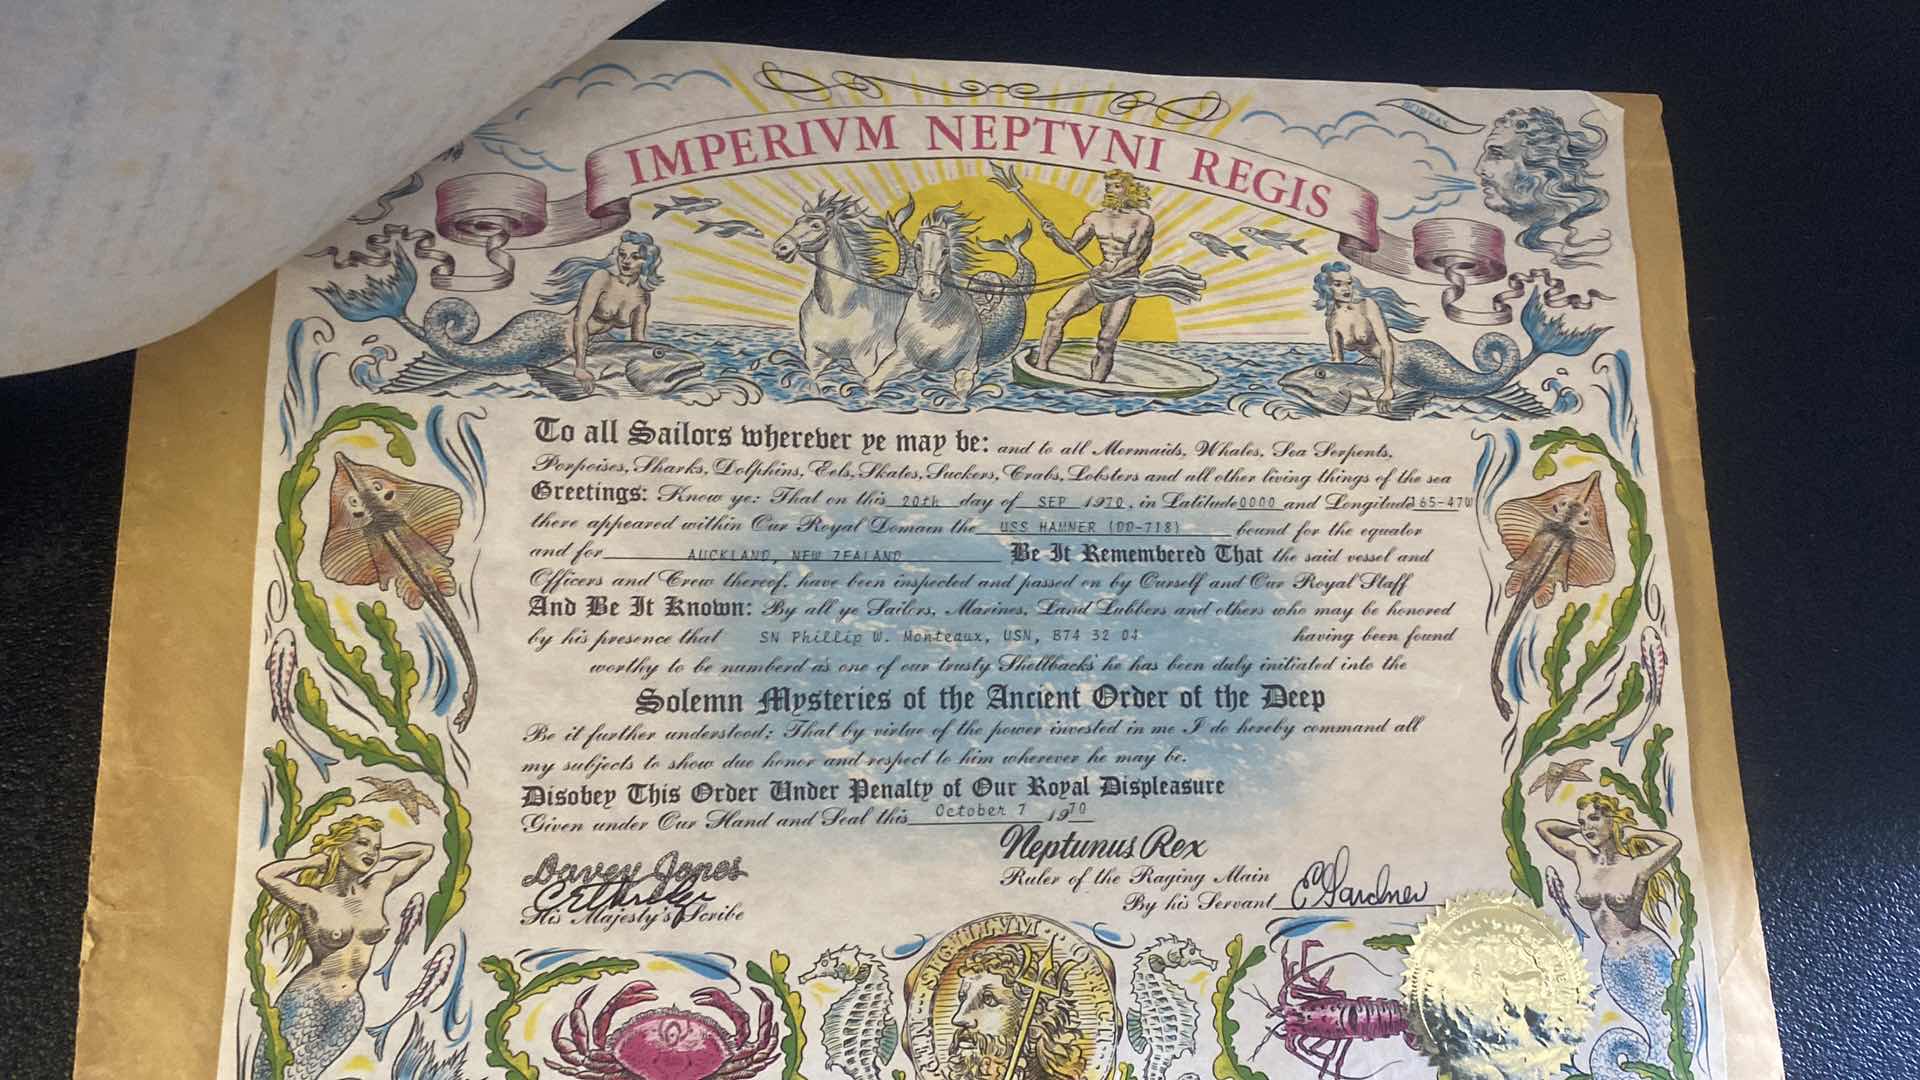 BOREAS
IMPERIVM NEPTVNI REGIS
To all Sailors wherever ye may be: and to all Mermaids, Whales, Sea Serpents,
Porpoises, Sharks, Dolphins, Eels, Skates, Suckers, Crabs, Lobsters and all other living things of the sea
Greetings: Know ye: That on this 20th day of SEP 1970, in Latitude 0000 and Longitude 165-47W
there appeared within Our Royal Domain the USS HAMNER (DD-718) bound for the equator
and for AUCKLAND, NEW ZEALAND Be It Remembered That the said vessel and
Officers and Crew thereof, have been inspected and passed on by Ourself and Our Royal Staff
And Be It Known: By all ye Sailors, Marines, Land Lubbers and others who may be honored
by his presence that SN Phillip W. Monteaux, USN, B74 32 04 having been found
worthy to be numberd as one of our trusty Shellbacks he has been duly initiated into the
Solemn Mysteries of the Ancient Order of the Deep
Be it further understood: That by virtue of the power invested in me I do hereby command all
my subjects to show due honor and respect to him wherever he may be.
Disobey This Order Under Penalty of Our Royal Displeasure
Given under Our Hand and Seal this October 7 1970
Davey Jones
His Majesty's Scribe
Neptunus Rex
Ruler of the Raging Main
By his Servant E Gardner
SIGILLVM